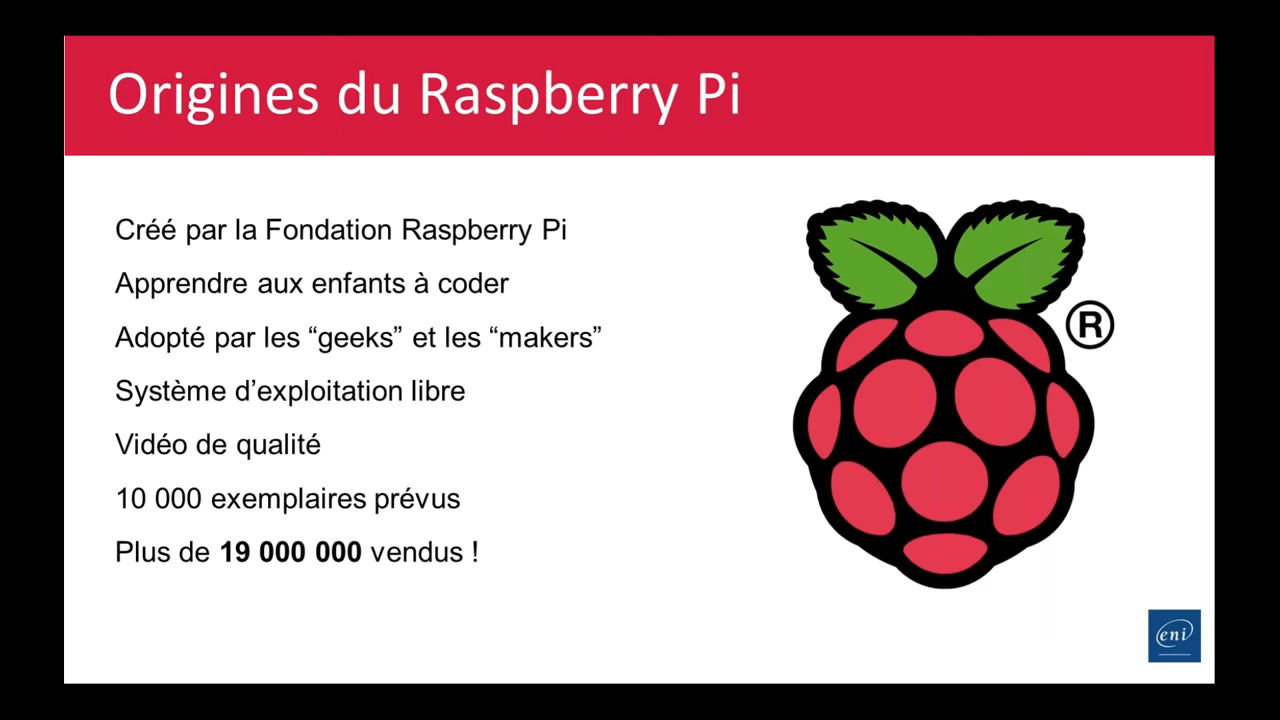 Origines du Raspberry Pi
Créé par la Fondation Raspberry Pi
Apprendre aux enfants à coder
Adopté par les “geeks” et les “makers”
Système d’exploitation libre
Vidéo de qualité
10 000 exemplaires prévus
Plus de 19 000 000 vendus !
®
eni